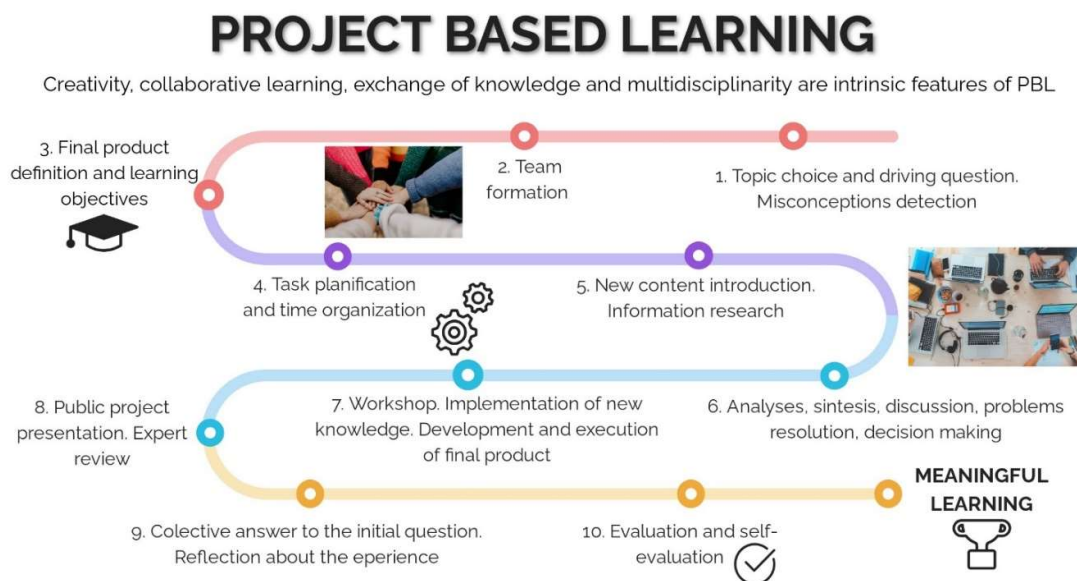 PROJECT BASED LEARNING
Creativity, collaborative learning, exchange of knowledge and multidisciplinarity are intrinsic features of PBL
1. Topic choice and driving question.
Misconceptions detection
2. Team
formation
3. Final product
definition and learning
objectives
4. Task planification
and time organization
5. New content introduction.
Information research
6. Analyses, sintesis, discussion, problems
resolution, decision making
7. Workshop. Implementation of new
knowledge. Development and execution
of final product
8. Public project
presentation. Expert
review
9. Colective answer to the initial question.
Reflection about the eperience
10. Evaluation and self-
evaluation
MEANINGFUL
LEARNING